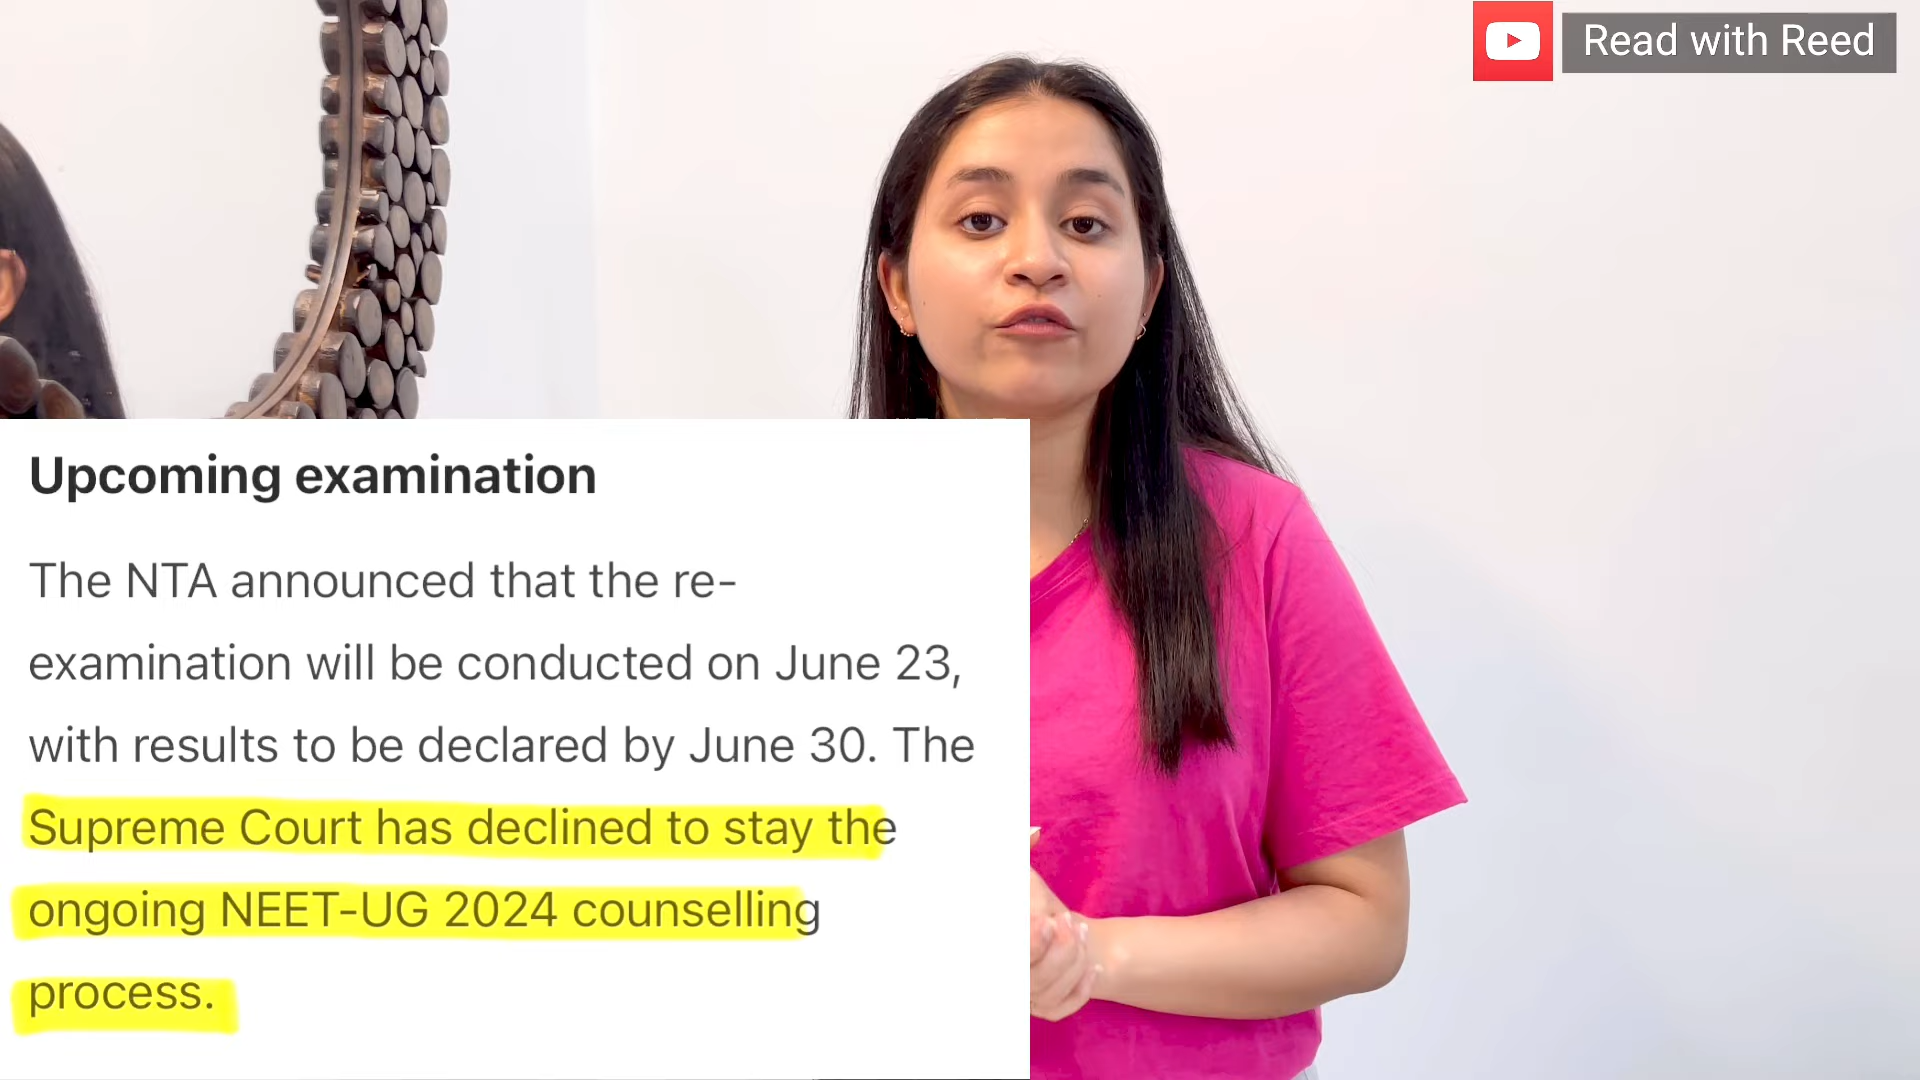 Read with Reed
Upcoming examination
The NTA announced that the re-
examination will be conducted on June 23,
with results to be declared by June 30. The
Supreme Court has declined to stay the
ongoing NEET-UG 2024 counselling
process.